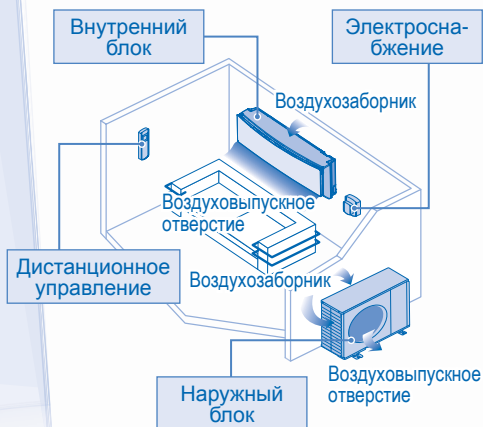 Внутренний
блок
Электросна-
бжение
Воздухозаборник
Воздуховыпускное
отверстие
Дистанционное
управление
Воздухозаборник
Воздуховыпускное
отверстие
Наружный
блок